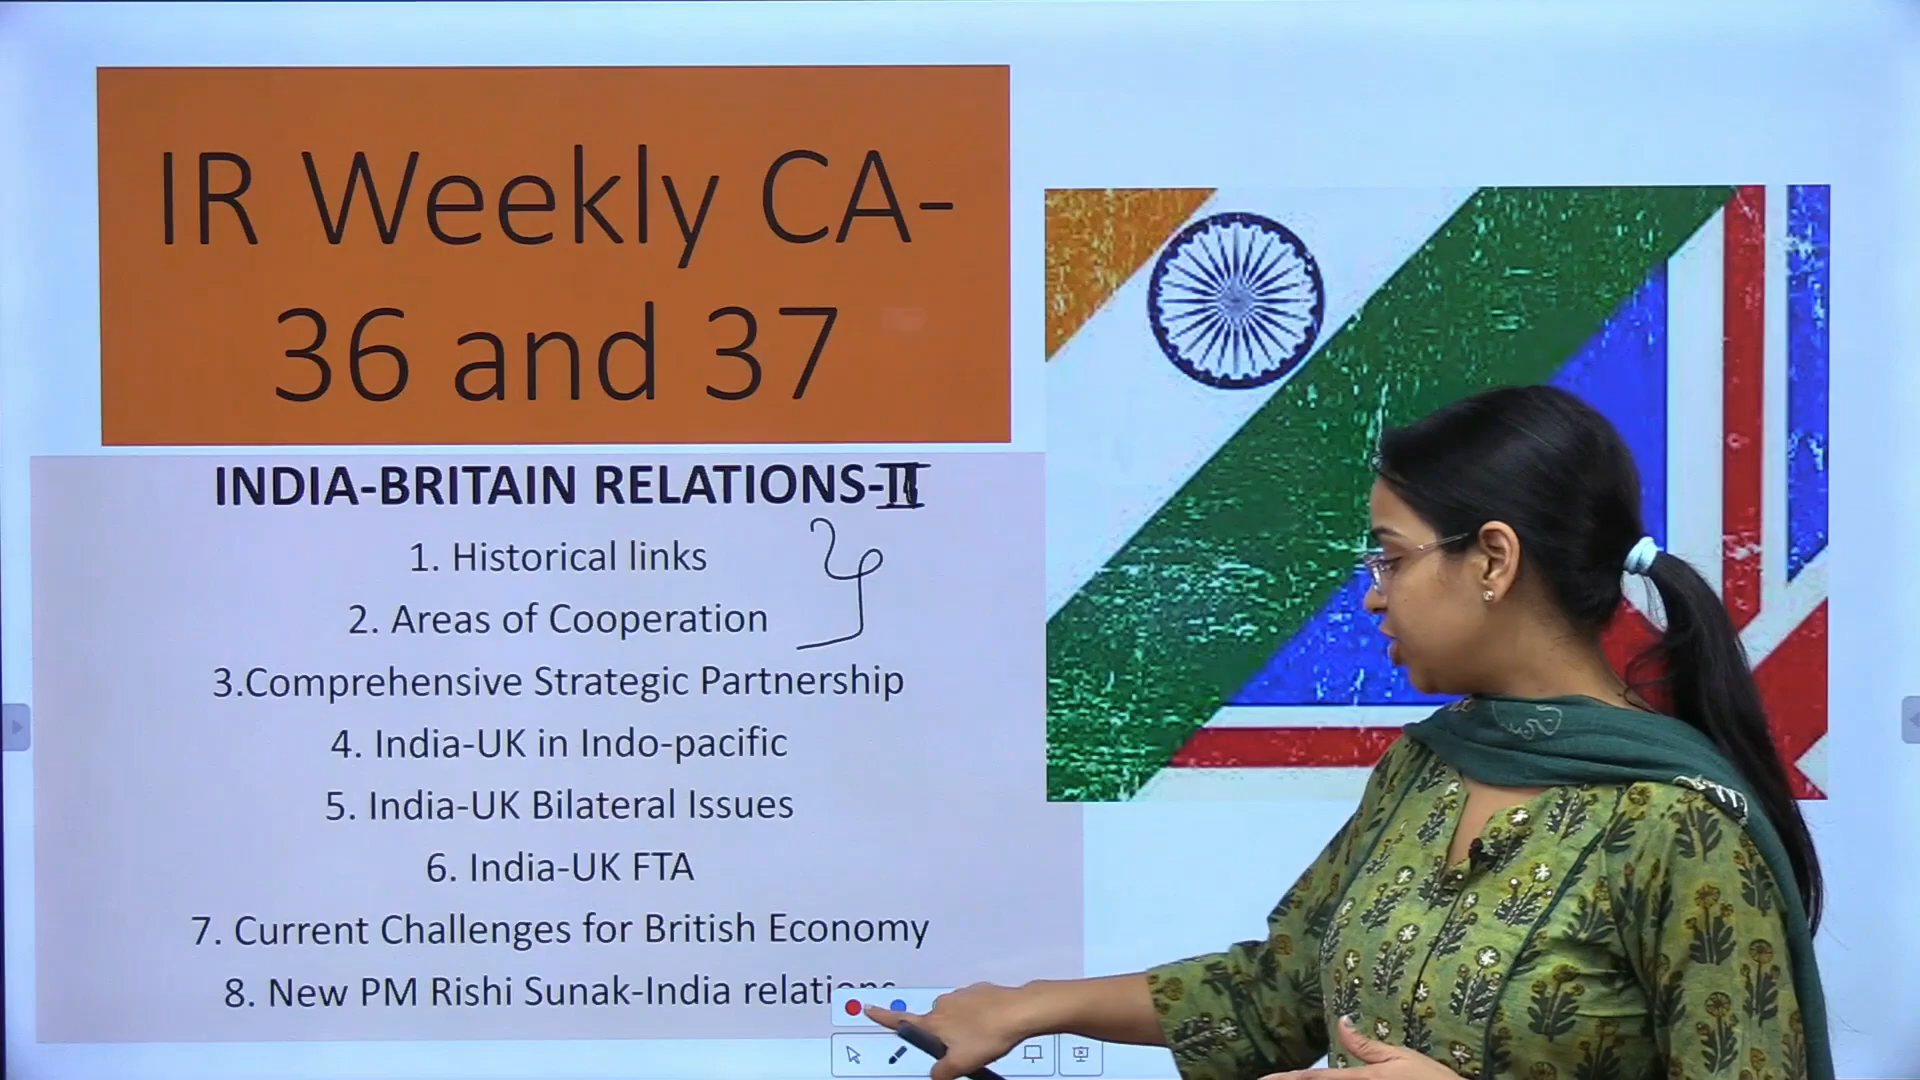 IR Weekly CA-
36 and 37
INDIA-BRITAIN RELATIONS-II
1. Historical links
2. Areas of Cooperation
3.Comprehensive Strategic Partnership
4. India-UK in Indo-pacific
5. India-UK Bilateral Issues
6. India-UK FTA
7. Current Challenges for British Economy
8. New PM Rishi Sunak-India relations